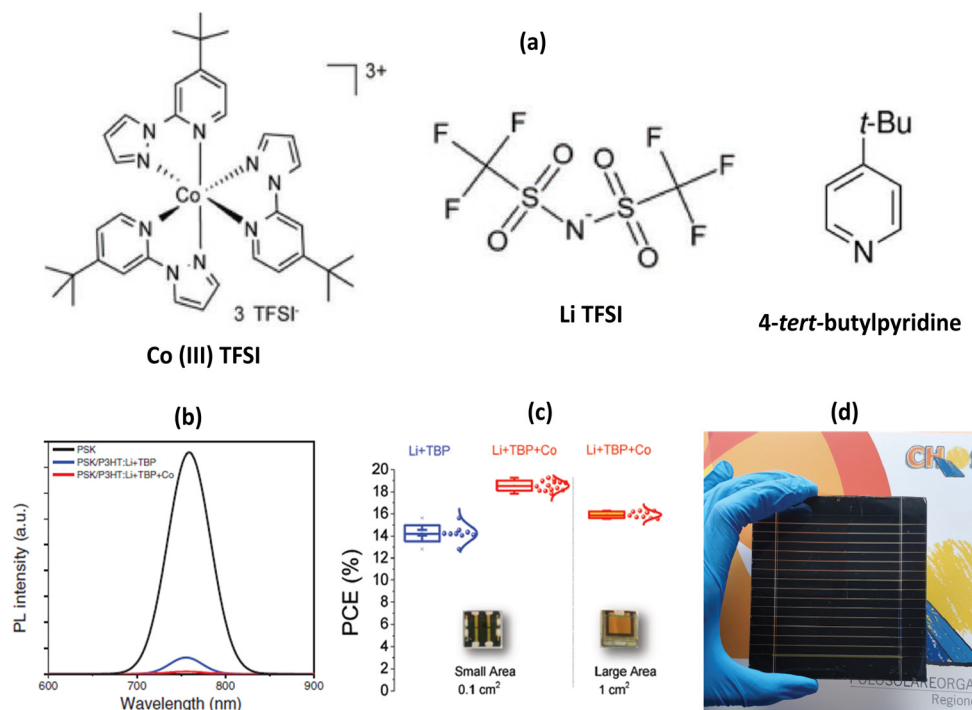 (a)
3+
N
N
N
N
N
N
Co
N
N
N
N
N
3 TFSI-
Co (III) TFSI
F
F
F
O
S
O
N-
S
O
O
F
F
F
Li TFSI
t-Bu
N
4-tert-butylpyridine
(b)
PL intensity (a.u.)
PSK
PSK/P3HT:Li+TBP
PSK/P3HT:Li+TBP+Co
600 700 800 900
Wavelength (nm)
(c)
Li+TBP Li+TBP+Co Li+TBP+Co
PCE (%)
20
18
16
14
12
10
8
6
4
2
0
Small Area
0.1 cm2
Large Area
1 cm2
(d)
CH
POLOSOLAREORGA
Region